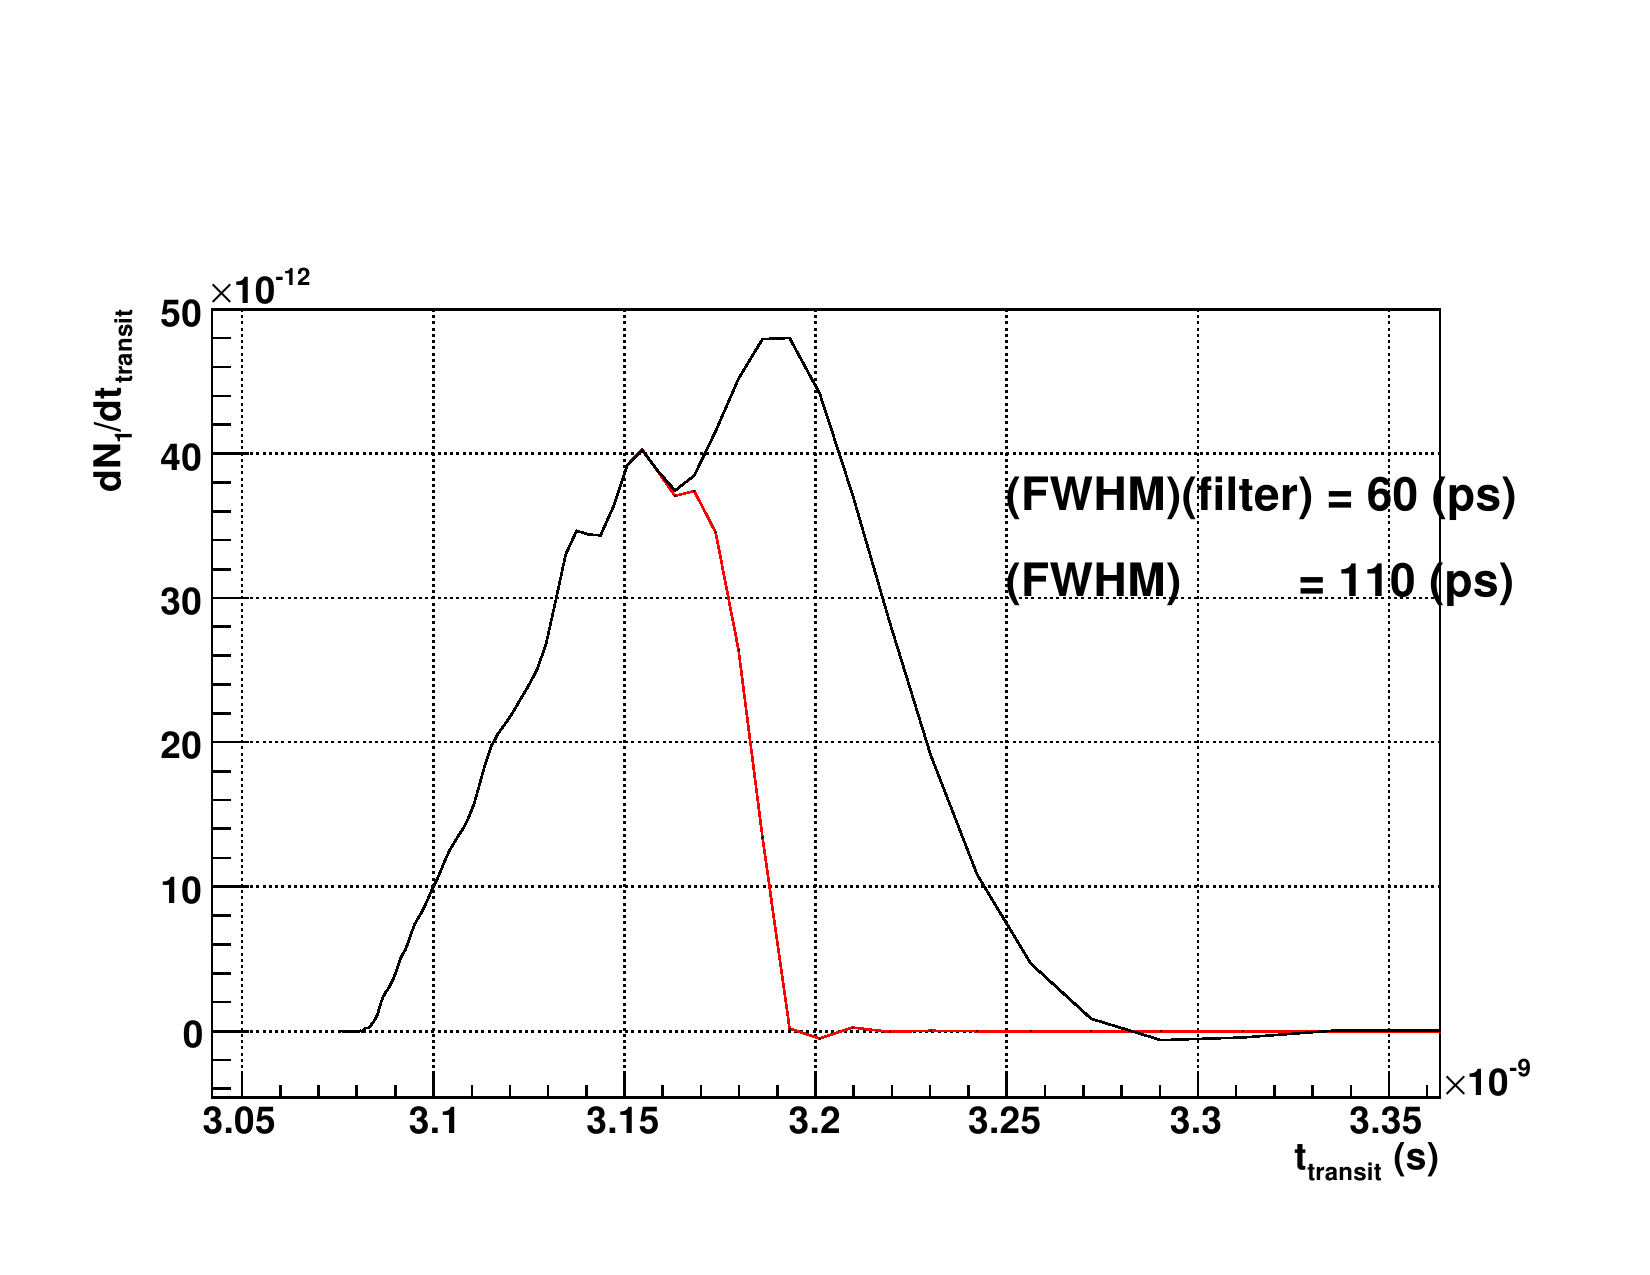 ×10⁻¹²
dN₁/dt_transit
50
40
30
20
10
0
(FWHM)(filter) = 60 (ps)
(FWHM) = 110 (ps)
3.05 3.1 3.15 3.2 3.25 3.3 3.35
×10⁻⁹
t_transit (s)